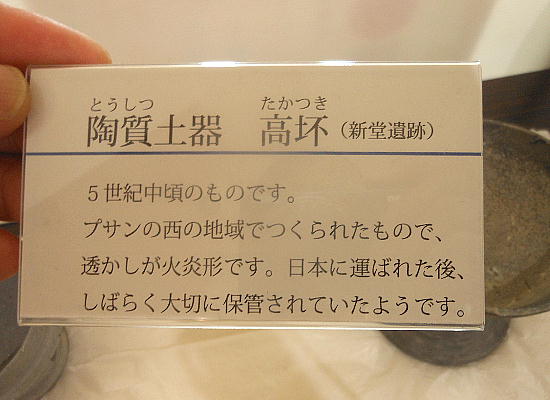 とうしつ　たかつき
陶質土器　高坏（新堂遺跡）
５世紀中頃のものです。
プサンの西の地域でつくられたもので、
透かしが火炎形です。日本に運ばれた後、
しばらく大切に保管されていたようです。